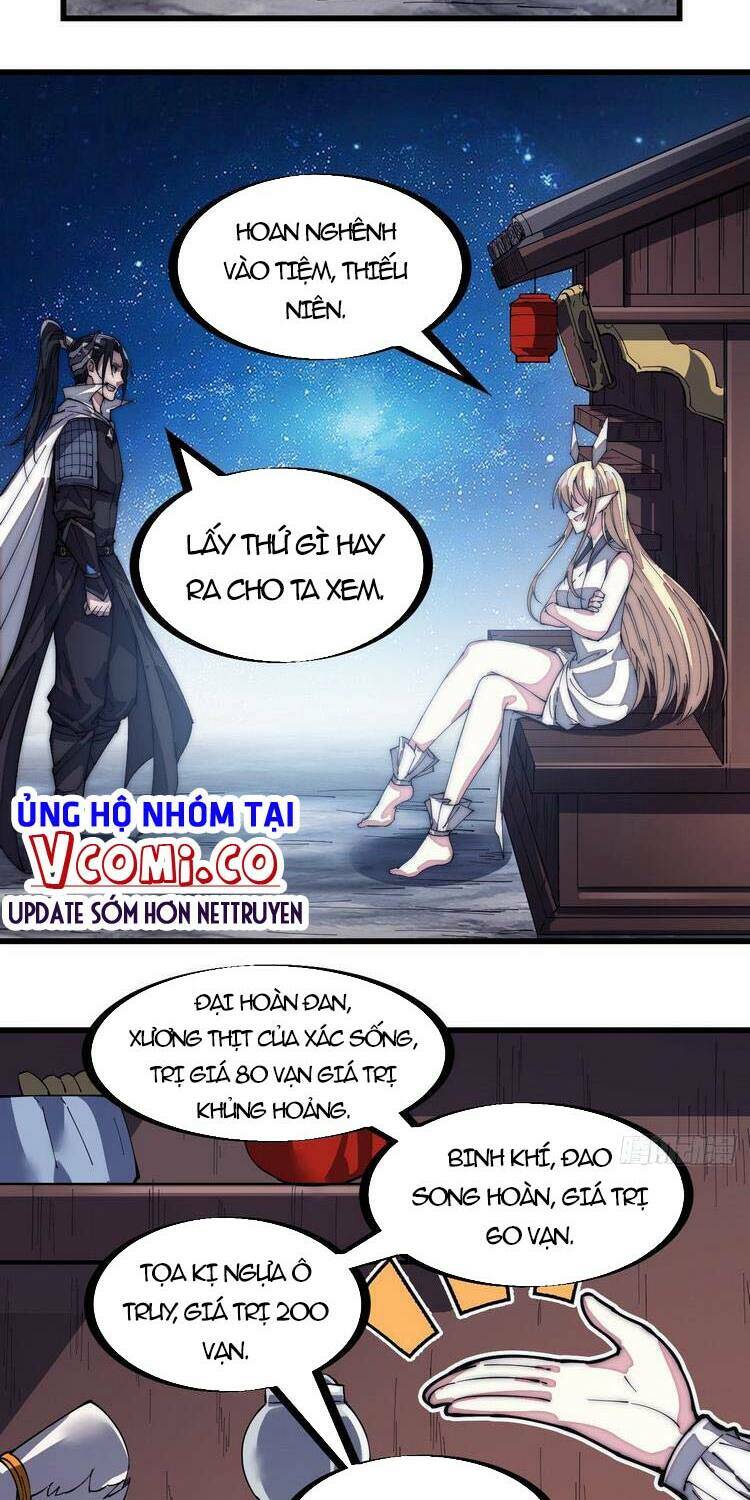 HOAN NGHÊNH
VÀO TIỆM, THIẾU
NIÊN.
LẤY THỨ GÌ HAY
RA CHO TA XEM.
ỦNG HỘ NHÓM TẠI
VCOMI.CO
UPDATE SỚM HƠN NETTRUYEN
ĐẠI HOÀN ĐAN,
XƯƠNG THỊT CỦA XÁC SỐNG,
TRỊ GIÁ 80 VẠN GIÁ TRỊ
KHỦNG HOẢNG.
BINH KHÍ, ĐAO
SONG HOÀN, GIÁ TRỊ
60 VẠN.
TỌA KỊ NGỰA Ô
TRUY, GIÁ TRỊ 200
VẠN.